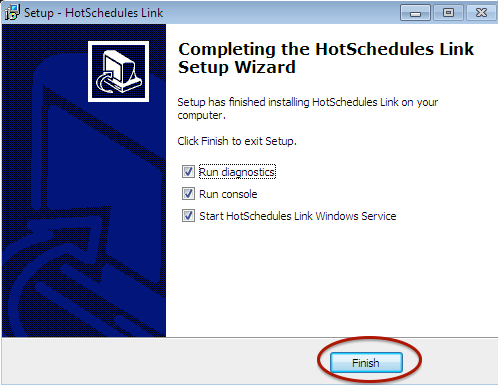 Setup - HotSchedules Link
Completing the HotSchedules Link
Setup Wizard
Setup has finished installing HotSchedules Link on your
computer.
Click Finish to exit Setup.
Run diagnostics
Run console
Start HotSchedules Link Windows Service
Finish